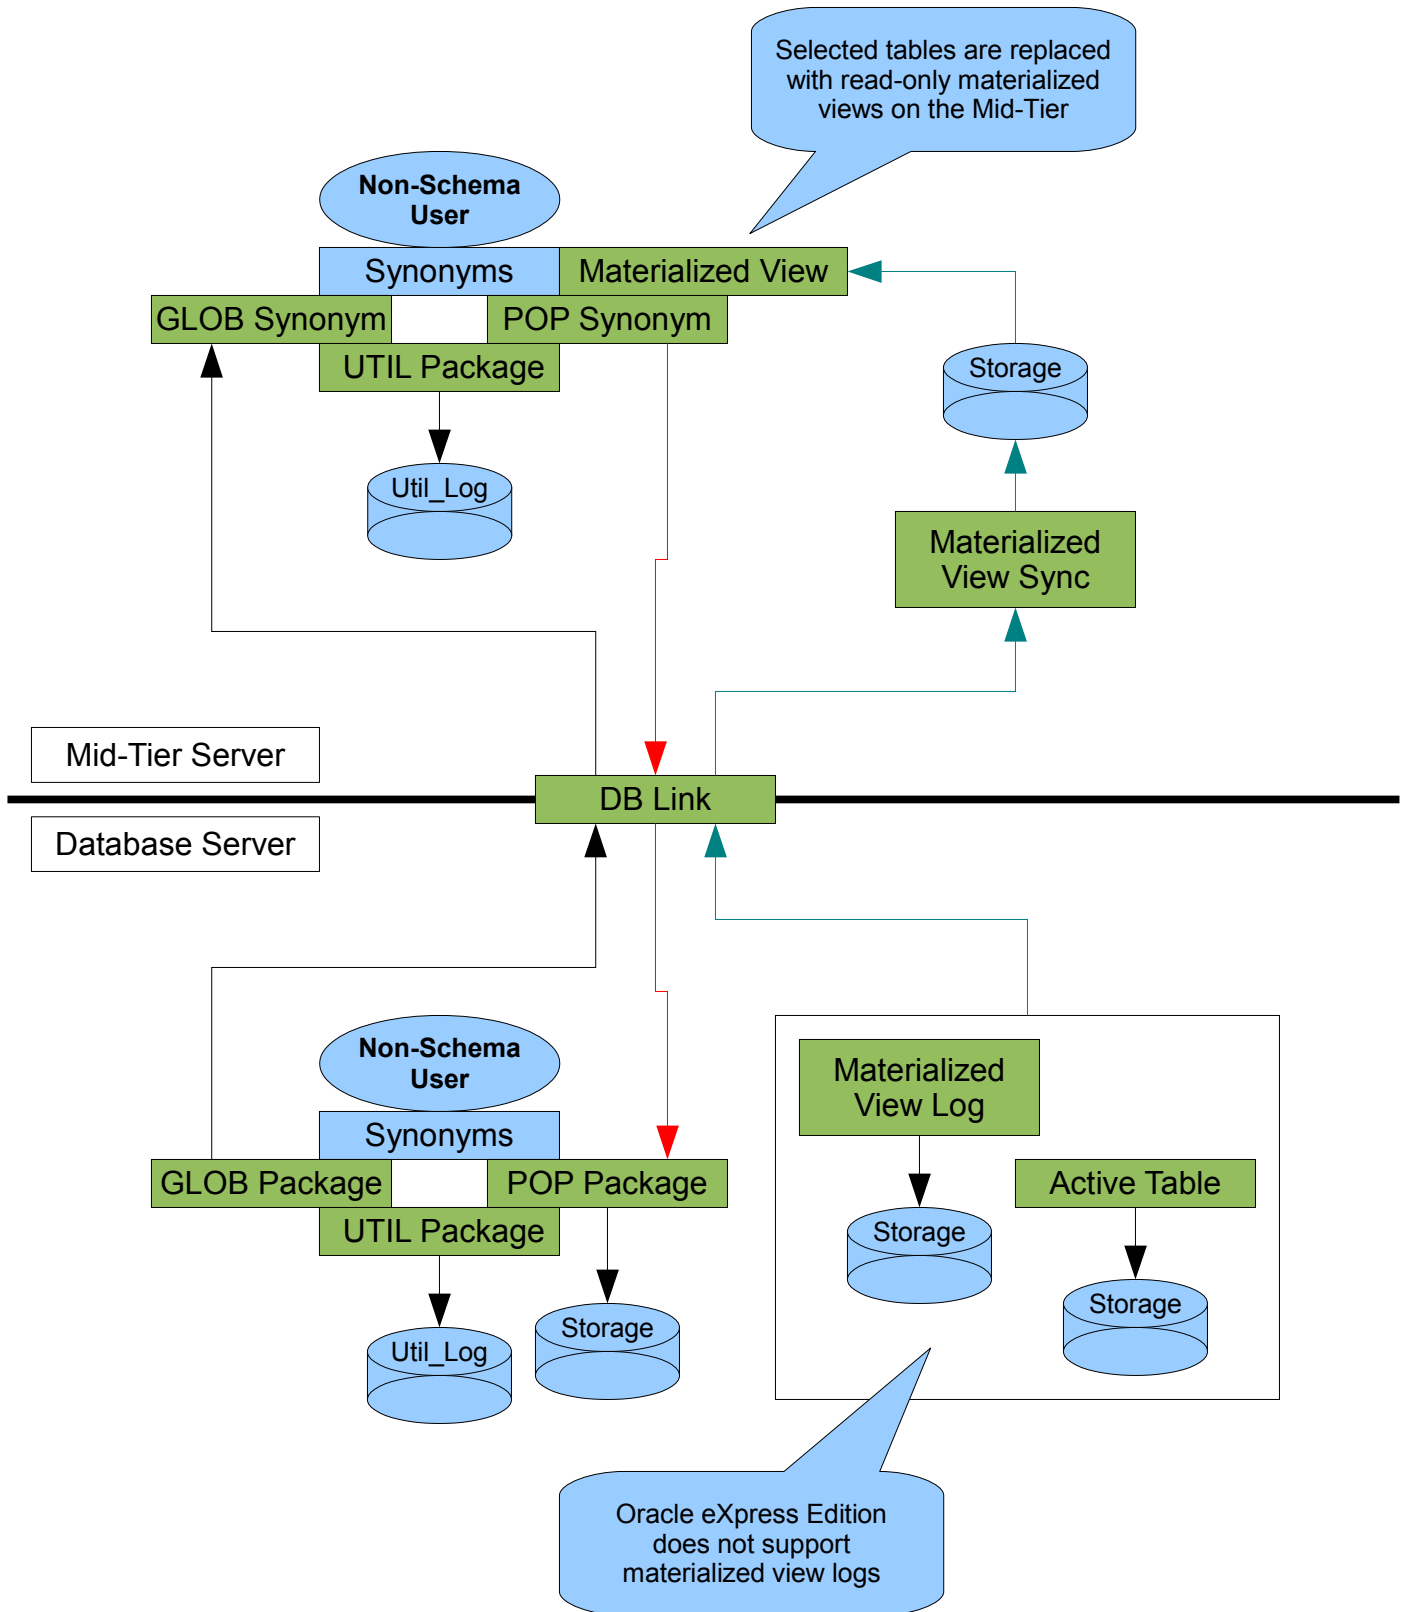 Selected tables are replaced
with read-only materialized
views on the Mid-Tier
Non-Schema
User
Synonyms
Materialized View
GLOB Synonym
POP Synonym
UTIL Package
Util_Log
Storage
Materialized
View Sync
Mid-Tier Server
DB Link
Database Server
Non-Schema
User
Synonyms
GLOB Package
POP Package
UTIL Package
Util_Log
Storage
Materialized
View Log
Active Table
Storage
Storage
Oracle eXpress Edition
does not support
materialized view logs